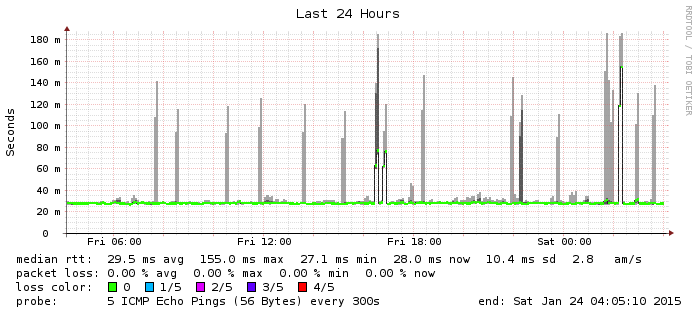 Last 24 Hours
RRDTOOL / TOBI OETIKER
Seconds
180 m
160 m
140 m
120 m
100 m
80 m
60 m
40 m
20 m
0
Fri 06:00 Fri 12:00 Fri 18:00 Sat 00:00
median rtt: 29.5 ms avg 155.0 ms max 27.1 ms min 28.0 ms now 10.4 ms sd 2.8 am/s
packet loss: 0.00 % avg 0.00 % max 0.00 % min 0.00 % now
loss color: 0 1/5 2/5 3/5 4/5
probe: 5 ICMP Echo Pings (56 Bytes) every 300s end: Sat Jan 24 04:05:10 2015